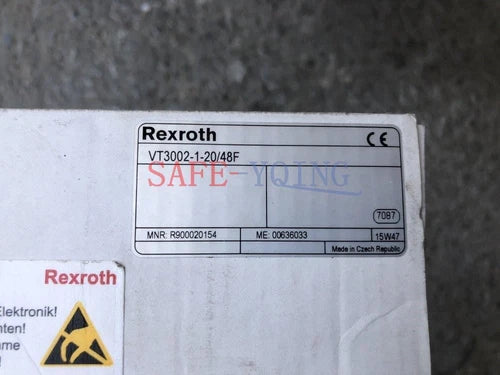 Rexroth
CE
VT3002-1-20/48F
SAFE-YQING
7087
MNR: R900020154
ME: 00636033
15W47
Made in Czech Republic
Rexroth
Elektronik!
nten!
ame
!